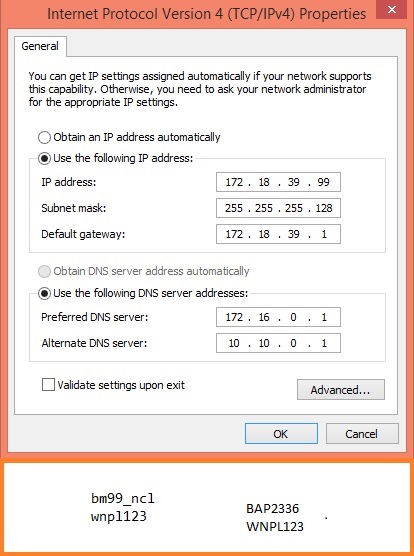 Internet Protocol Version 4 (TCP/IPv4) Properties
General
You can get IP settings assigned automatically if your network supports
this capability. Otherwise, you need to ask your network administrator
for the appropriate IP settings.
Obtain an IP address automatically
Use the following IP address:
IP address: 172 . 18 . 39 . 99
Subnet mask: 255 . 255 . 255 . 128
Default gateway: 172 . 18 . 39 . 1
Obtain DNS server address automatically
Use the following DNS server addresses:
Preferred DNS server: 172 . 16 . 0 . 1
Alternate DNS server: 10 . 10 . 0 . 1
Validate settings upon exit
Advanced...
OK Cancel
bm99_ncl
wnpl123
BAP2336
WNPL123 .